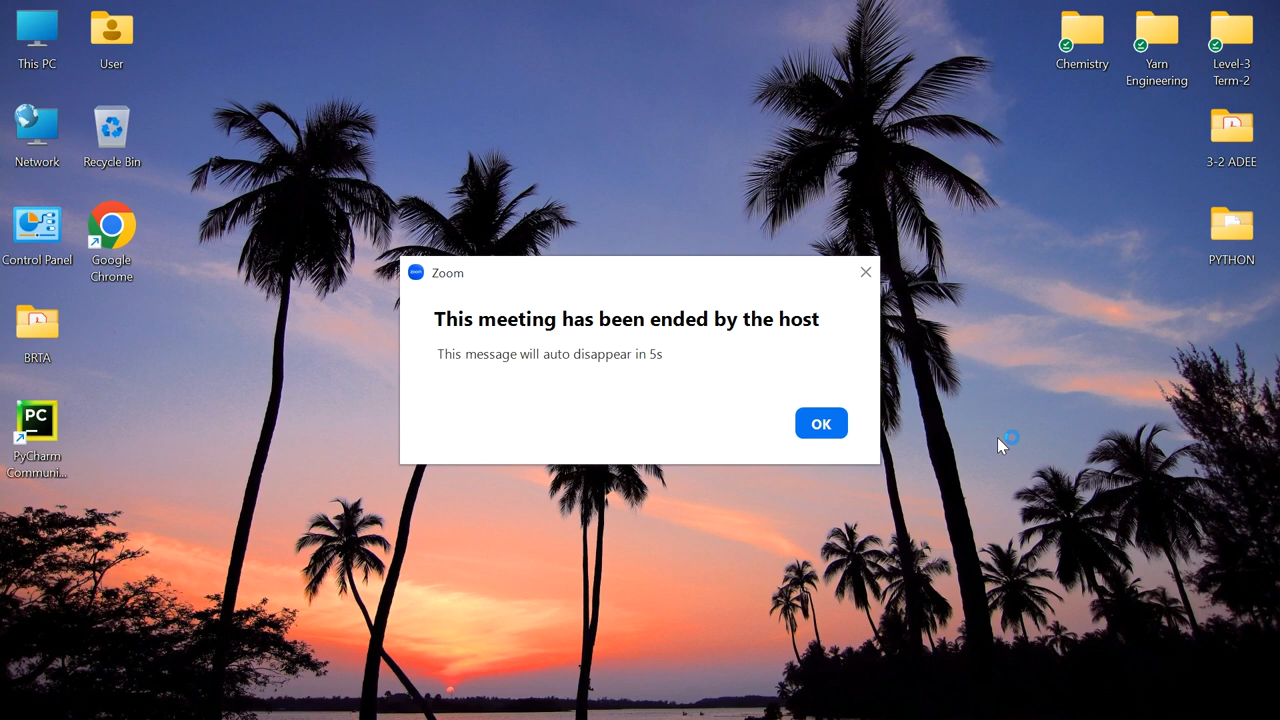 This PC
User
Network
Recycle Bin
Control Panel
Google
Chrome
BRTA
PC
PyCharm
Communi...
Chemistry
Yarn
Engineering
Level-3
Term-2
3-2 ADEE
PYTHON
zoom
Zoom
This meeting has been ended by the host
This message will auto disappear in 5s
OK